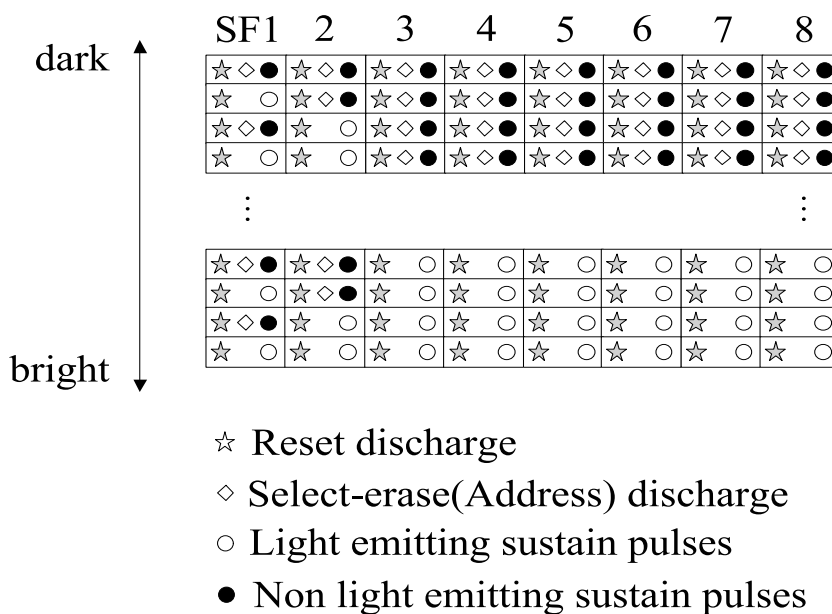 SF1 2 3 4 5 6 7 8
dark
⋮ ⋮
bright
☆ Reset discharge
◇ Select-erase(Address) discharge
○ Light emitting sustain pulses
● Non light emitting sustain pulses